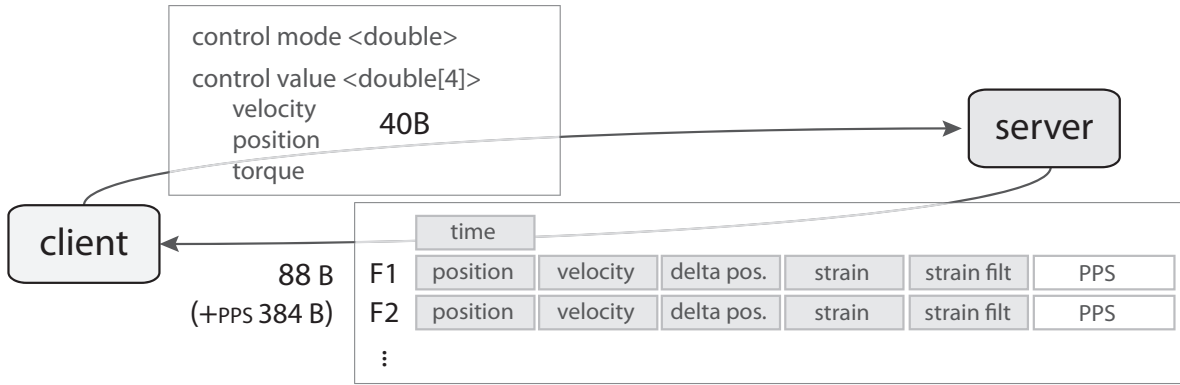 control mode <double>
control value <double[4]>
velocity
position
torque
40B
server
client
time
88 B
(+PPS 384 B)
F1 position velocity delta pos. strain strain filt PPS
F2 position velocity delta pos. strain strain filt PPS
⋮